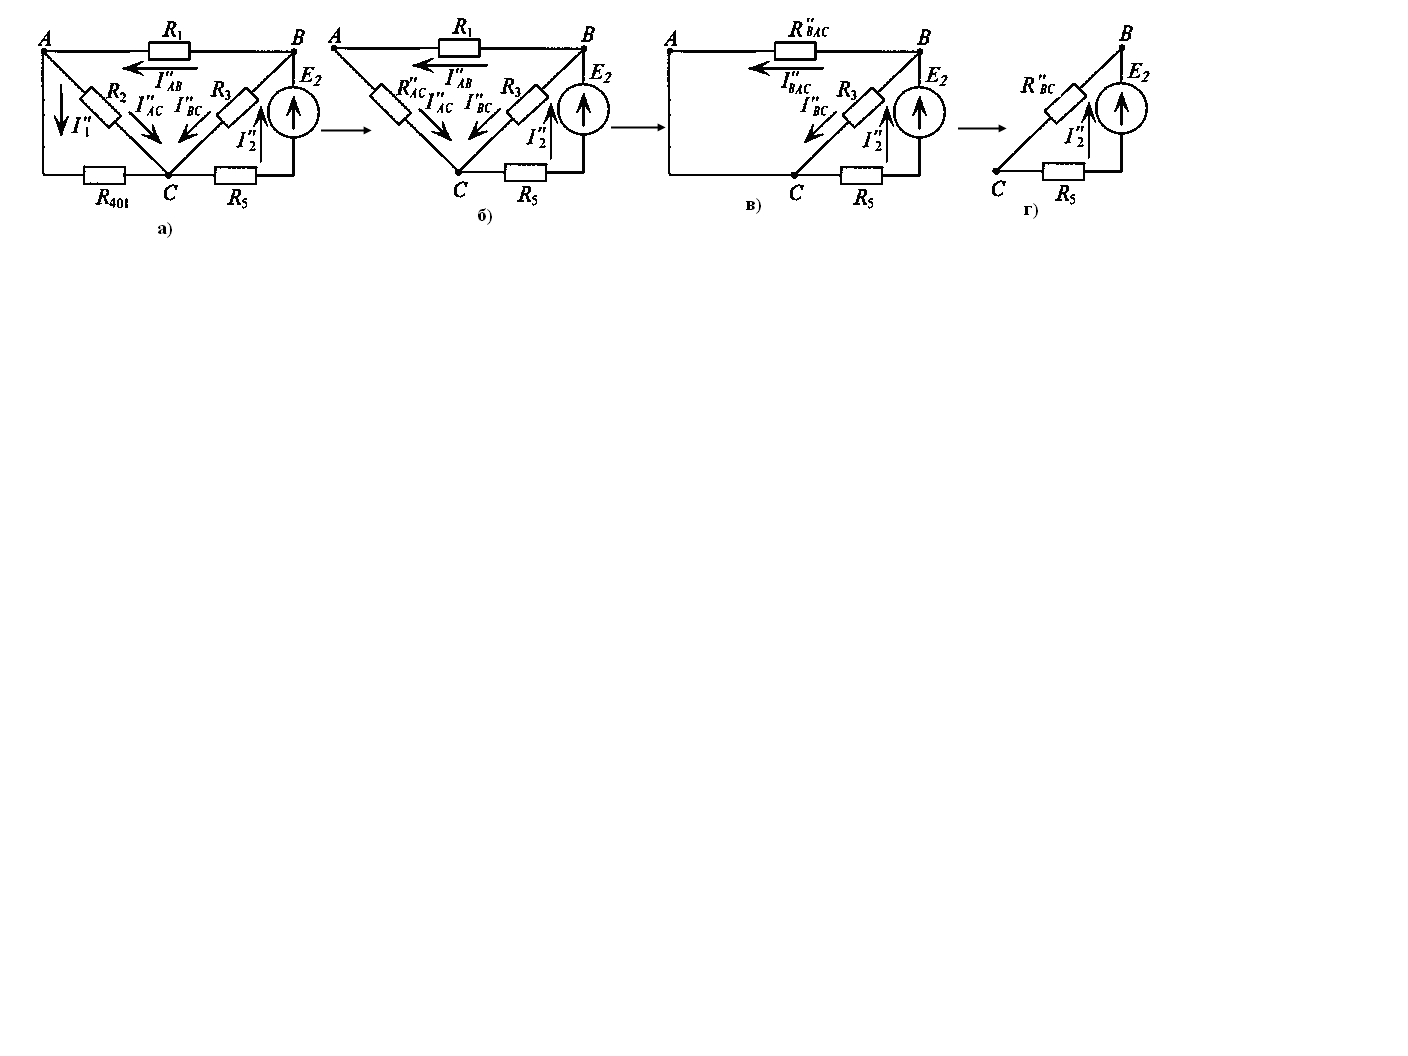 A R₁ B
I″AB E₂
R₂ I″AC I″BC R₃
I″₁ I″₂
R₄₀₁ C R₅
а)
A R₁ B
I″AB E₂
R″AC I″AC I″BC R₃
I″₂
C R₅
б)
A R″BAC B
I″BAC E₂
I″BC R₃
I″₂
C R₅
в)
B
R″BC E₂
I″₂
C R₅
г)